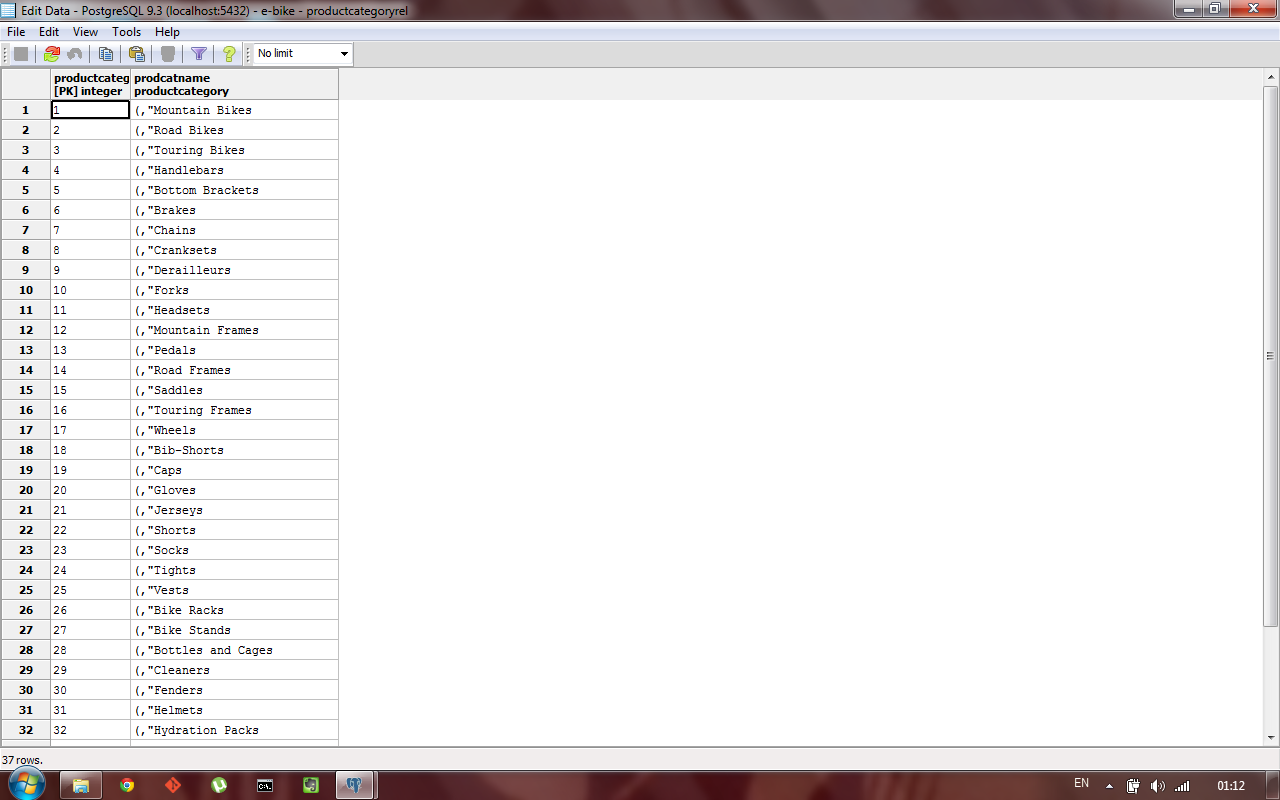 Edit Data - PostgreSQL 9.3 (localhost:5432) - e-bike - productcategoryrel
File Edit View Tools Help
No limit
productcateg prodcatname
[PK] integer productcategory
1 1 (,"Mountain Bikes
2 2 (,"Road Bikes
3 3 (,"Touring Bikes
4 4 (,"Handlebars
5 5 (,"Bottom Brackets
6 6 (,"Brakes
7 7 (,"Chains
8 8 (,"Cranksets
9 9 (,"Derailleurs
10 10 (,"Forks
11 11 (,"Headsets
12 12 (,"Mountain Frames
13 13 (,"Pedals
14 14 (,"Road Frames
15 15 (,"Saddles
16 16 (,"Touring Frames
17 17 (,"Wheels
18 18 (,"Bib-Shorts
19 19 (,"Caps
20 20 (,"Gloves
21 21 (,"Jerseys
22 22 (,"Shorts
23 23 (,"Socks
24 24 (,"Tights
25 25 (,"Vests
26 26 (,"Bike Racks
27 27 (,"Bike Stands
28 28 (,"Bottles and Cages
29 29 (,"Cleaners
30 30 (,"Fenders
31 31 (,"Helmets
32 32 (,"Hydration Packs
37 rows.
C:\.
EN
01:12